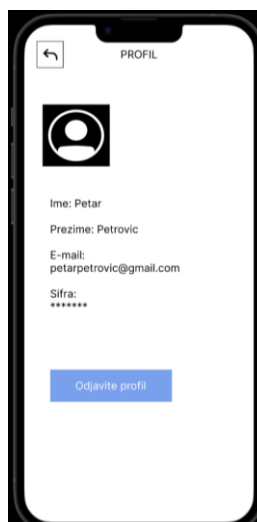 PROFIL
Ime: Petar
Prezime: Petrovic
E-mail:
petarpetrovic@gmail.com
Sifra:
*******
Odjavite profil